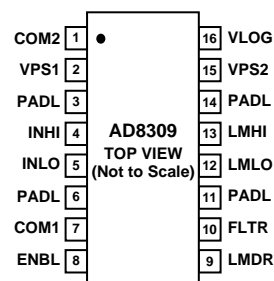 COM2 1 16 VLOG
VPS1 2 15 VPS2
PADL 3 14 PADL
INHI 4 AD8309 13 LMHI
INLO 5 TOP VIEW 12 LMLO
(Not to Scale)
PADL 6 11 PADL
COM1 7 10 FLTR
ENBL 8 9 LMDR